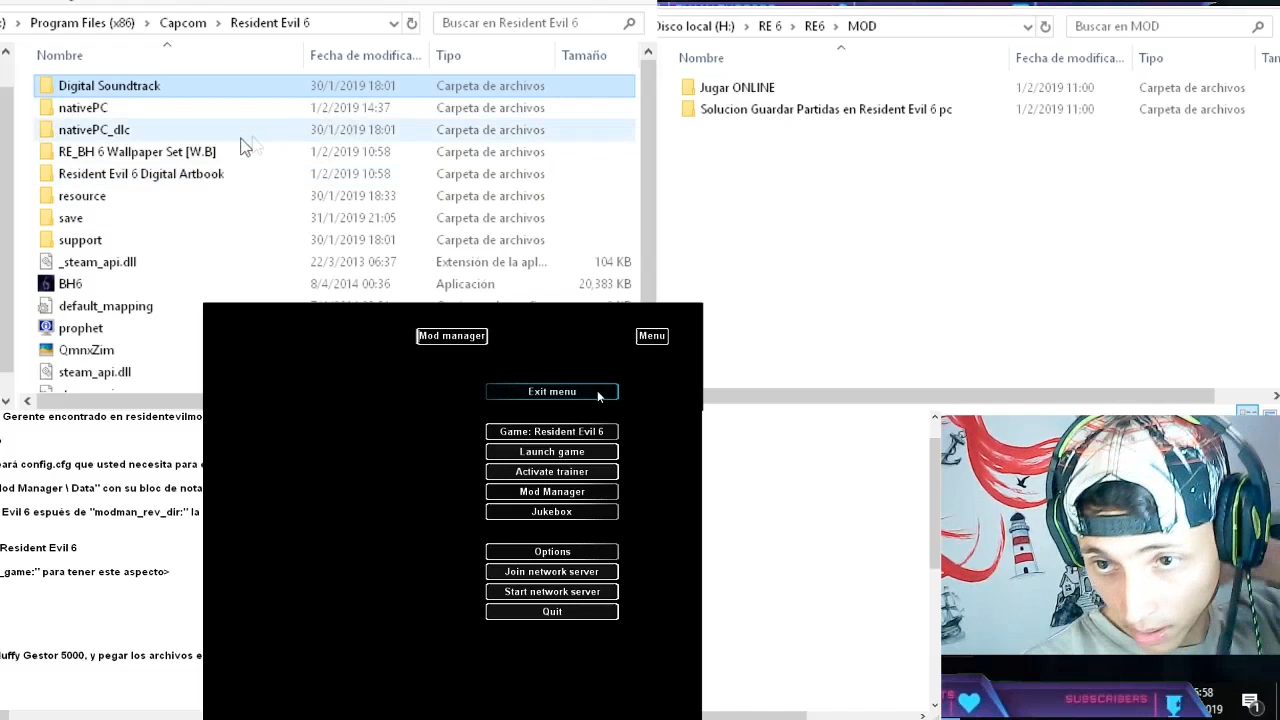 Program Files (x86) > Capcom > Resident Evil 6
Buscar en Resident Evil 6
Nombre Fecha de modifica... Tipo Tamaño
Digital Soundtrack 30/1/2019 18:01 Carpeta de archivos
nativePC 1/2/2019 14:37 Carpeta de archivos
nativePC_dlc 30/1/2019 18:01 Carpeta de archivos
RE_BH 6 Wallpaper Set [W.B] 1/2/2019 10:58 Carpeta de archivos
Resident Evil 6 Digital Artbook 1/2/2019 10:58 Carpeta de archivos
resource 30/1/2019 18:33 Carpeta de archivos
save 31/1/2019 21:05 Carpeta de archivos
support 30/1/2019 18:01 Carpeta de archivos
_steam_api.dll 22/3/2013 06:37 Extensión de la apl... 104 KB
BH6 8/4/2014 00:36 Aplicación 20,383 KB
default_mapping
prophet
QmnxZim
steam_api.dll
Disco local (H:) > RE 6 > RE6 > MOD
Buscar en MOD
Nombre Fecha de modifica... Tipo Tam
Jugar ONLINE 1/2/2019 11:00 Carpeta de archivos
Solucion Guardar Partidas en Resident Evil 6 pc 1/2/2019 11:00 Carpeta de archivos
Mod manager
Menu
Exit menu
Game: Resident Evil 6
Launch game
Activate trainer
Mod Manager
Jukebox
Options
Join network server
Start network server
Quit
Gerente encontrado en residentevilmo
eará config.cfg que usted necesita para
Mod Manager \ Data" con su bloc de nota
Evil 6 espués de "modman_rev_dir:" la
Resident Evil 6
_game:" para tener este aspecto>
luffy Gestor 5000, y pegar los archivos e
SUBSCRIBERS
5:58
2019
1